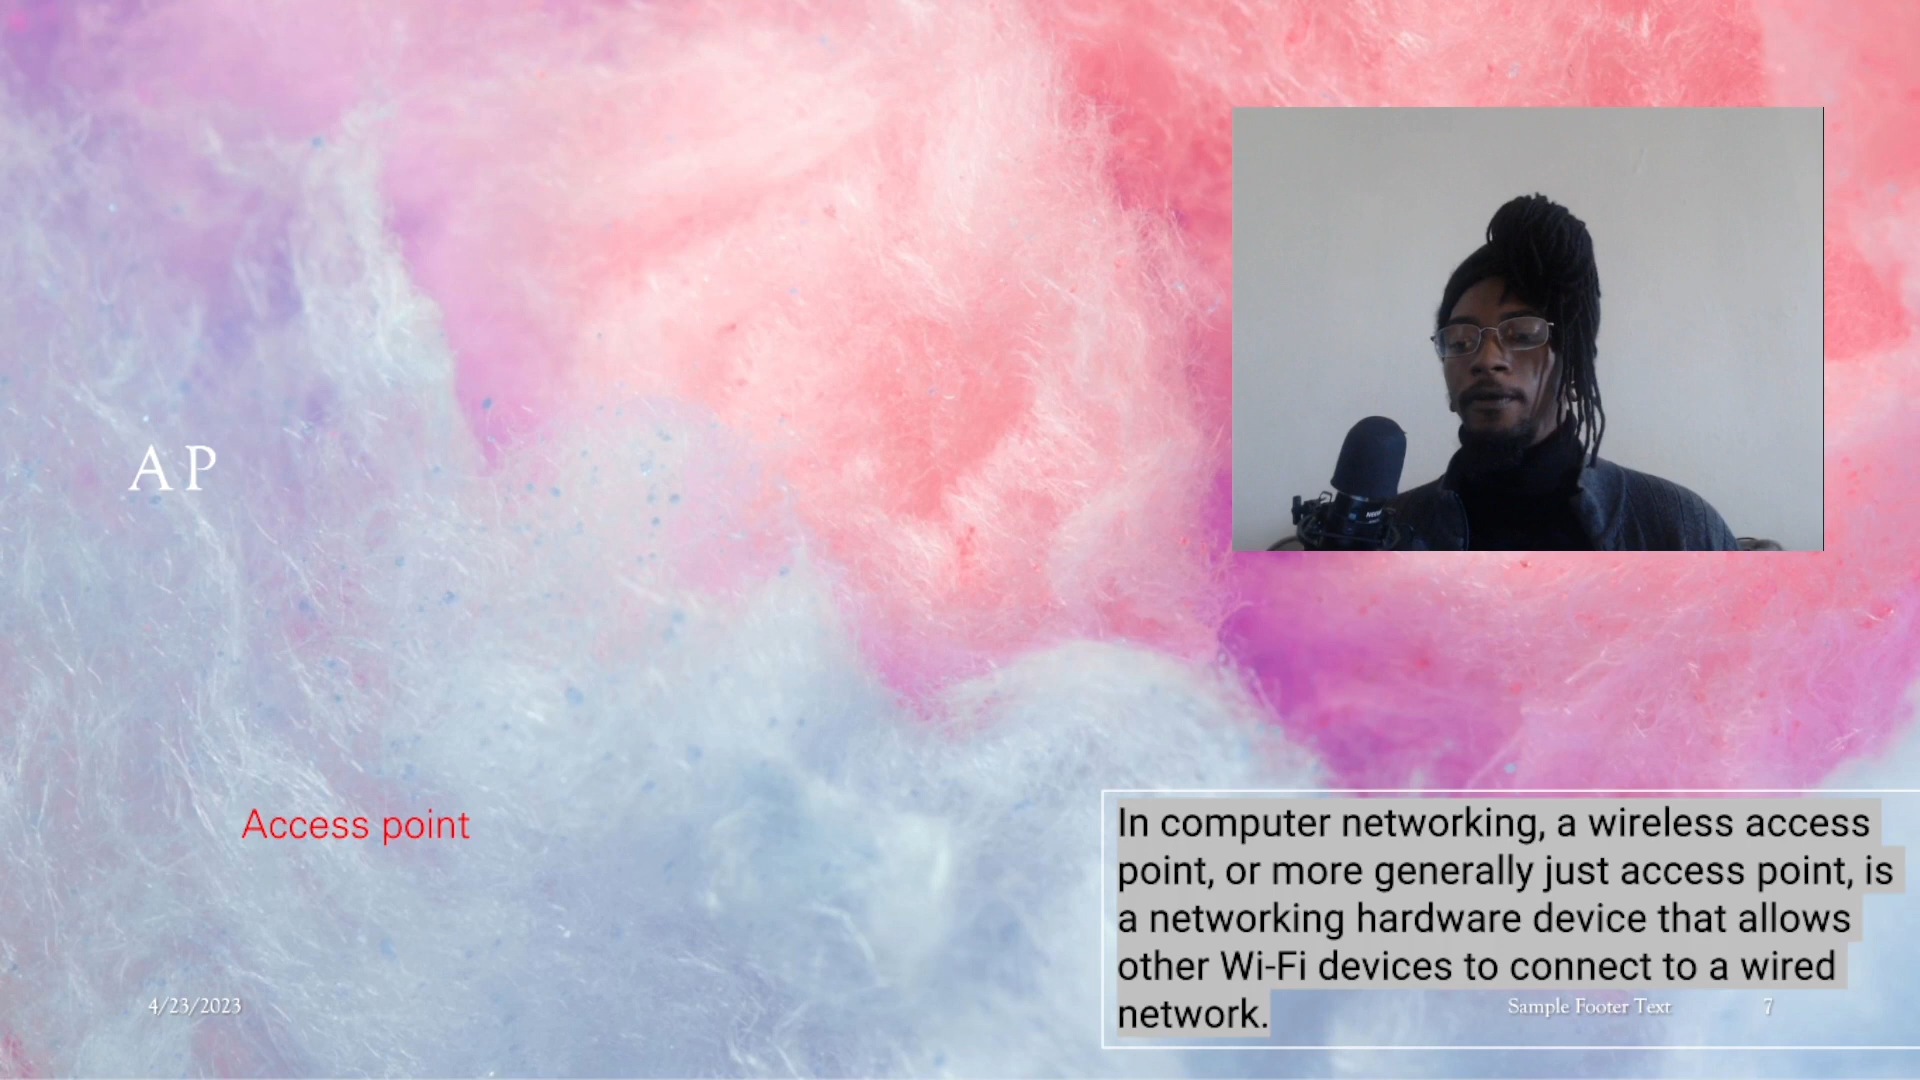 AP
Access point
In computer networking, a wireless access
point, or more generally just access point, is
a networking hardware device that allows
other Wi-Fi devices to connect to a wired
network.
4/23/2023
Sample Footer Text
7